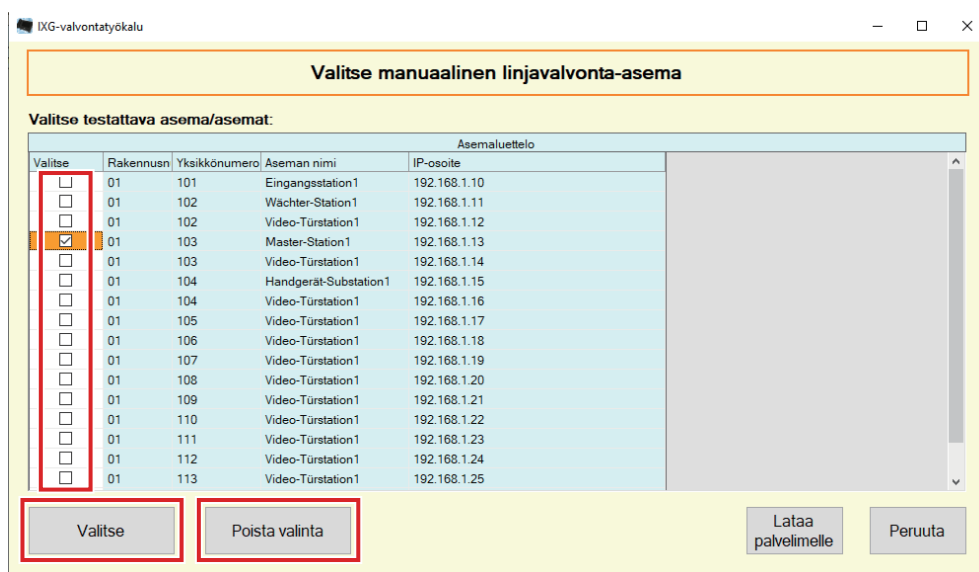 IXG-valvontatyökalu
Valitse manuaalinen linjavalvonta-asema
Valitse testattava asema/asemat:
Asemaluettelo
Valitse Rakennusn Yksikkönumero Aseman nimi IP-osoite
01 101 Eingangsstation1 192.168.1.10
01 102 Wächter-Station1 192.168.1.11
01 102 Video-Türstation1 192.168.1.12
01 103 Master-Station1 192.168.1.13
01 103 Video-Türstation1 192.168.1.14
01 104 Handgerät-Substation1 192.168.1.15
01 104 Video-Türstation1 192.168.1.16
01 105 Video-Türstation1 192.168.1.17
01 106 Video-Türstation1 192.168.1.18
01 107 Video-Türstation1 192.168.1.19
01 108 Video-Türstation1 192.168.1.20
01 109 Video-Türstation1 192.168.1.21
01 110 Video-Türstation1 192.168.1.22
01 111 Video-Türstation1 192.168.1.23
01 112 Video-Türstation1 192.168.1.24
01 113 Video-Türstation1 192.168.1.25
Valitse Poista valinta Lataa palvelimelle Peruuta